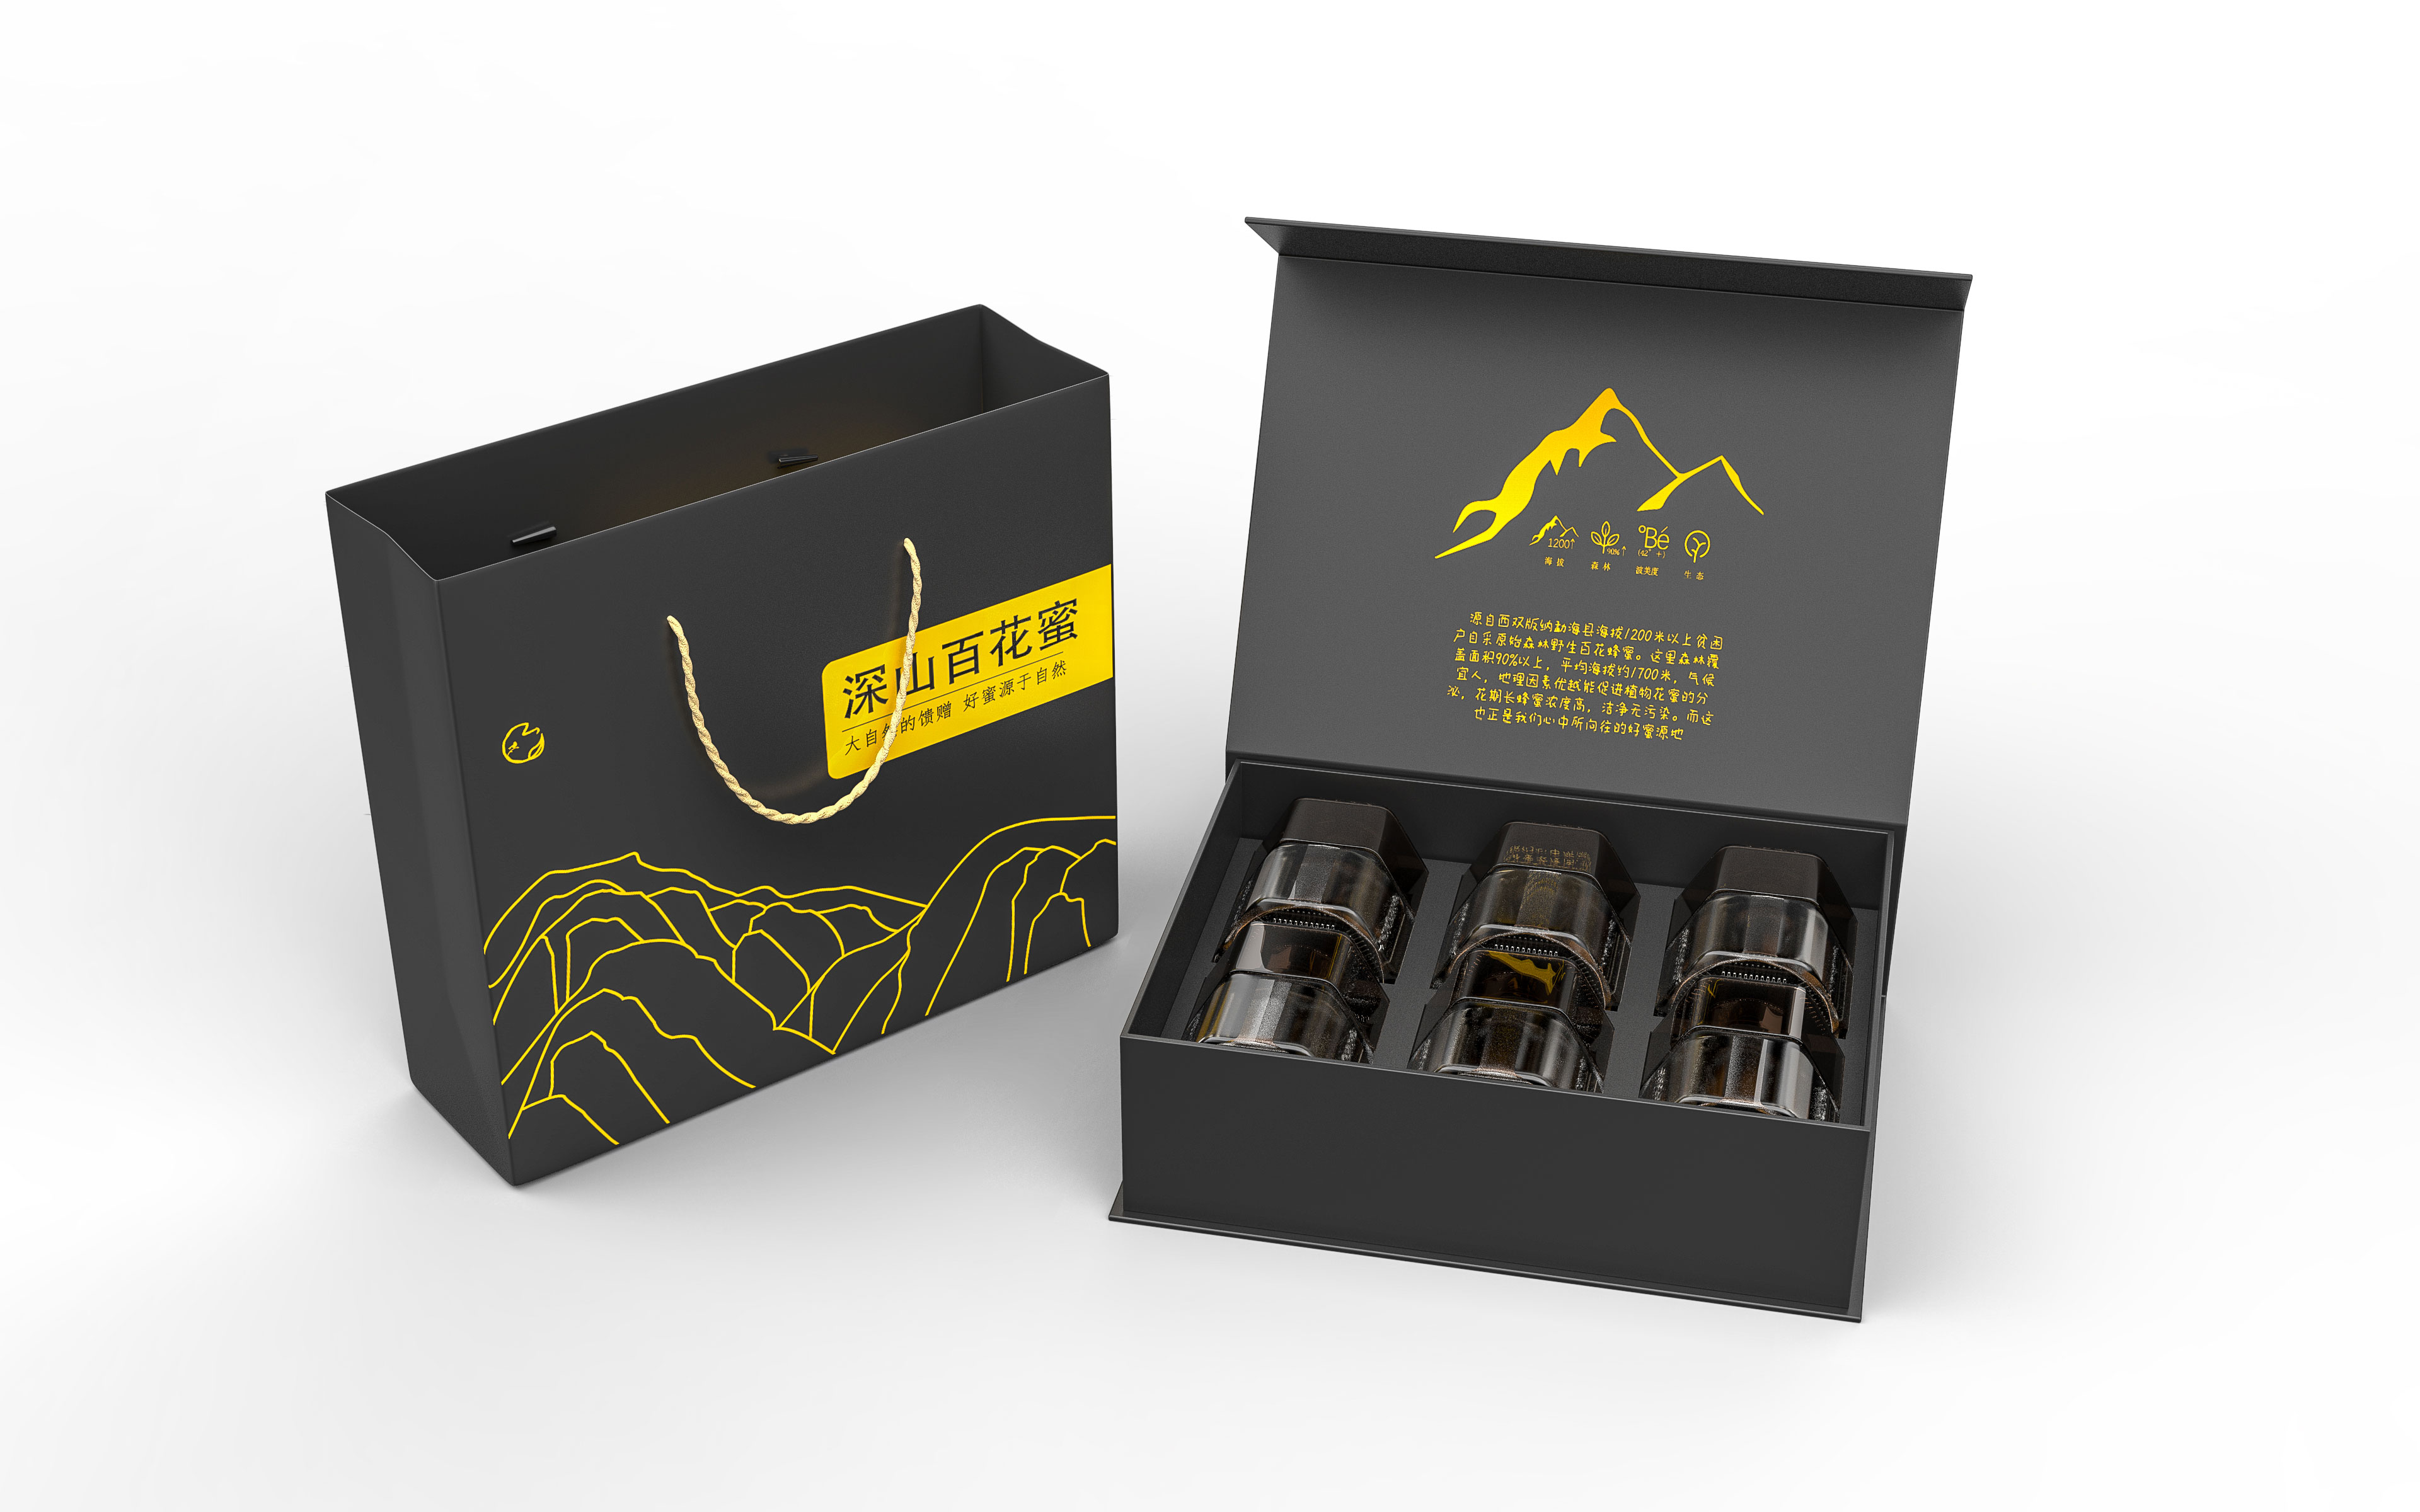 深山百花蜜
大自然的馈赠 好蜜源于自然
1200↑
90%↑
°Bé
(42°+)
海拔
森林
波美度
生态
源自西双版纳勐海县海拔1200米以上贫困
户自采原始森林野生百花蜂蜜。这里森林覆
盖面积90%以上，平均海拔约1700米，气候
宜人，地理因素优越能促进植物花蜜的分
泌，花期长蜂蜜浓度高，洁净无污染。而这
也正是我们心中所向往的好蜜源地